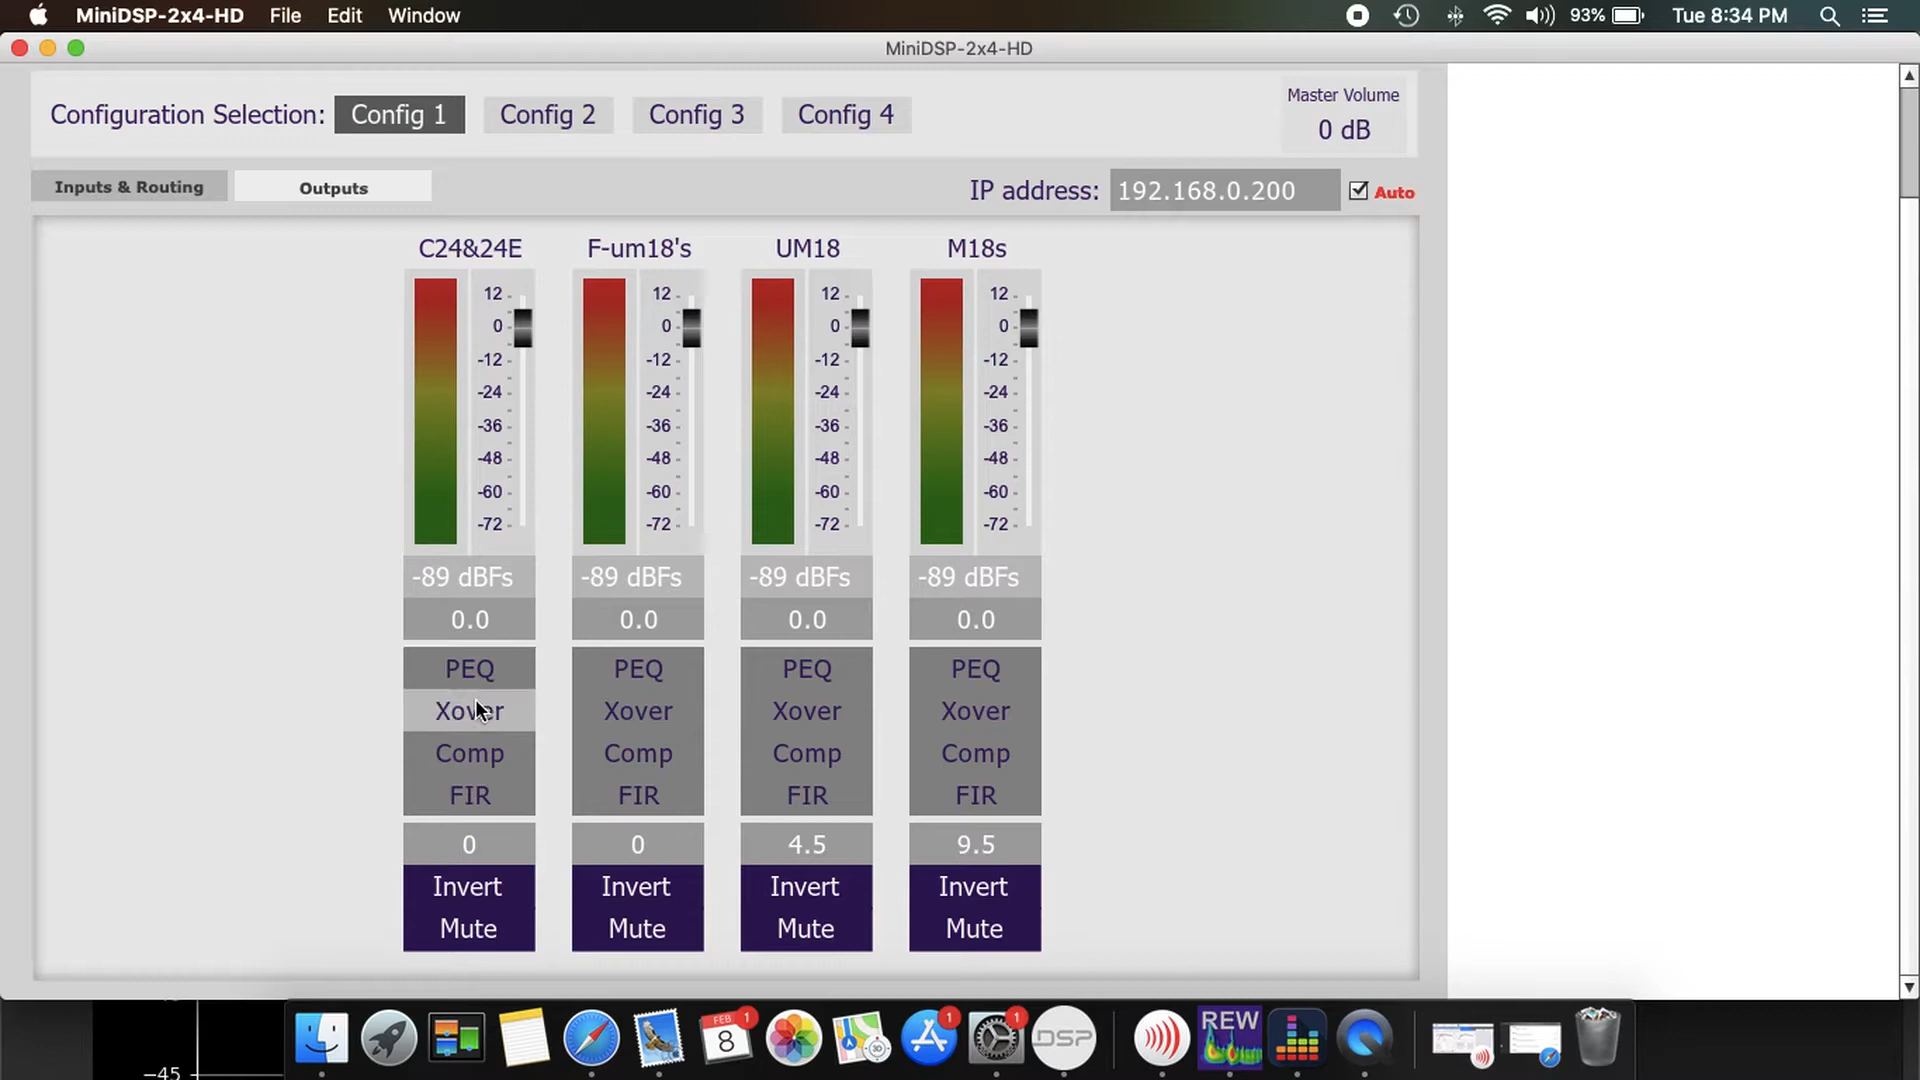 MiniDSP-2x4-HD File Edit Window 93% Tue 8:34 PM
MiniDSP-2x4-HD
Configuration Selection: Config 1 Config 2 Config 3 Config 4
Master Volume
0 dB
Inputs & Routing Outputs
IP address: 192.168.0.200 Auto
C24&24E F-um18's UM18 M18s
12 12 12 12
0 0 0 0
-12 -12 -12 -12
-24 -24 -24 -24
-36 -36 -36 -36
-48 -48 -48 -48
-60 -60 -60 -60
-72 -72 -72 -72
-89 dBFs -89 dBFs -89 dBFs -89 dBFs
0.0 0.0 0.0 0.0
PEQ PEQ PEQ PEQ
Xover Xover Xover Xover
Comp Comp Comp Comp
FIR FIR FIR FIR
0 0 4.5 9.5
Invert Invert Invert Invert
Mute Mute Mute Mute
FEB 1 1 1
8 DSP REW
-45